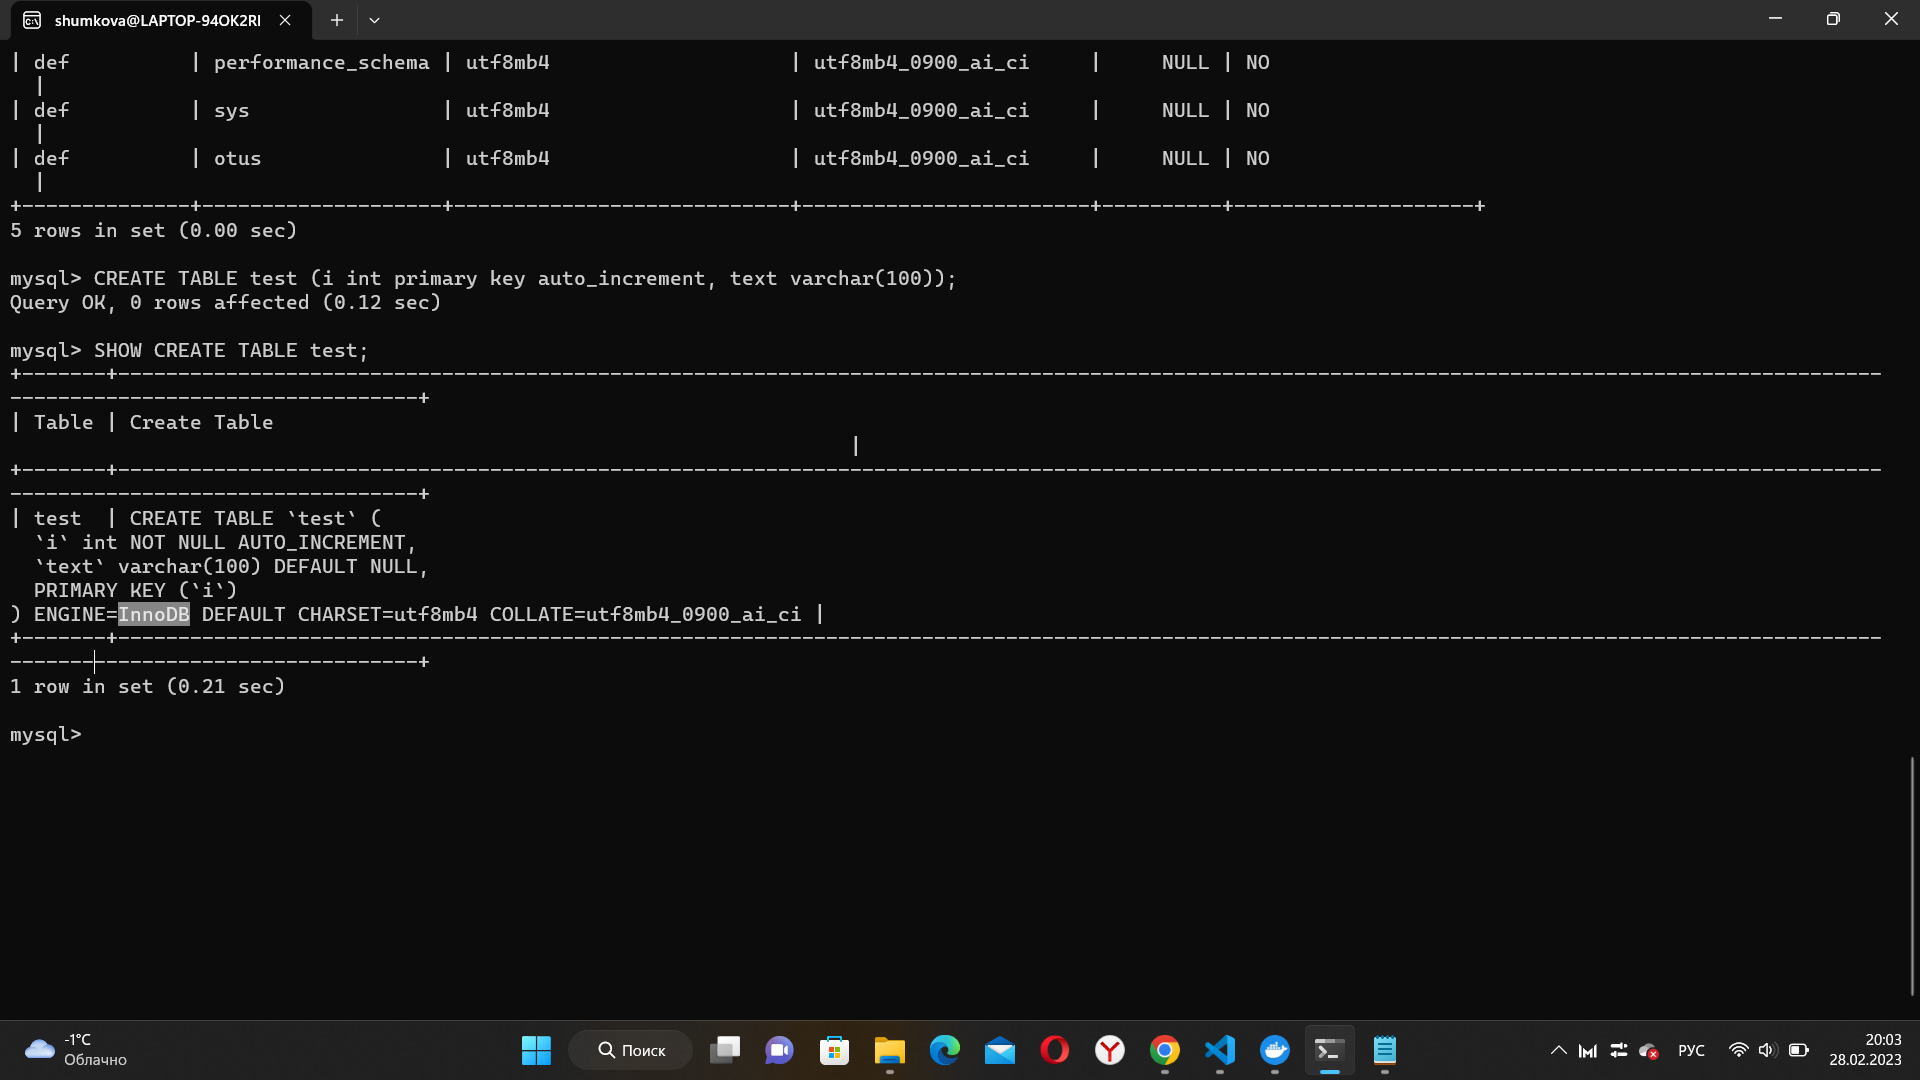 shumkova@LAPTOP-94OK2RI
| def          | performance_schema | utf8mb4                    | utf8mb4_0900_ai_ci     |     NULL | NO
  |
| def          | sys                | utf8mb4                    | utf8mb4_0900_ai_ci     |     NULL | NO
  |
| def          | otus               | utf8mb4                    | utf8mb4_0900_ai_ci     |     NULL | NO
  |
+--------------+--------------------+----------------------------+------------------------+----------+--------------------+
5 rows in set (0.00 sec)
mysql> CREATE TABLE test (i int primary key auto_increment, text varchar(100));
Query OK, 0 rows affected (0.12 sec)
mysql> SHOW CREATE TABLE test;
+-------+---------------------------------------------------------------------------------------------------------------------------------------------------
----------------------------------+
| Table | Create Table
|
+-------+---------------------------------------------------------------------------------------------------------------------------------------------------
----------------------------------+
| test  | CREATE TABLE `test` (
  `i` int NOT NULL AUTO_INCREMENT,
  `text` varchar(100) DEFAULT NULL,
  PRIMARY KEY (`i`)
) ENGINE=InnoDB DEFAULT CHARSET=utf8mb4 COLLATE=utf8mb4_0900_ai_ci |
+-------+---------------------------------------------------------------------------------------------------------------------------------------------------
----------------------------------+
1 row in set (0.21 sec)
mysql>
-1°C
Облачно
Поиск
РУС
20:03
28.02.2023